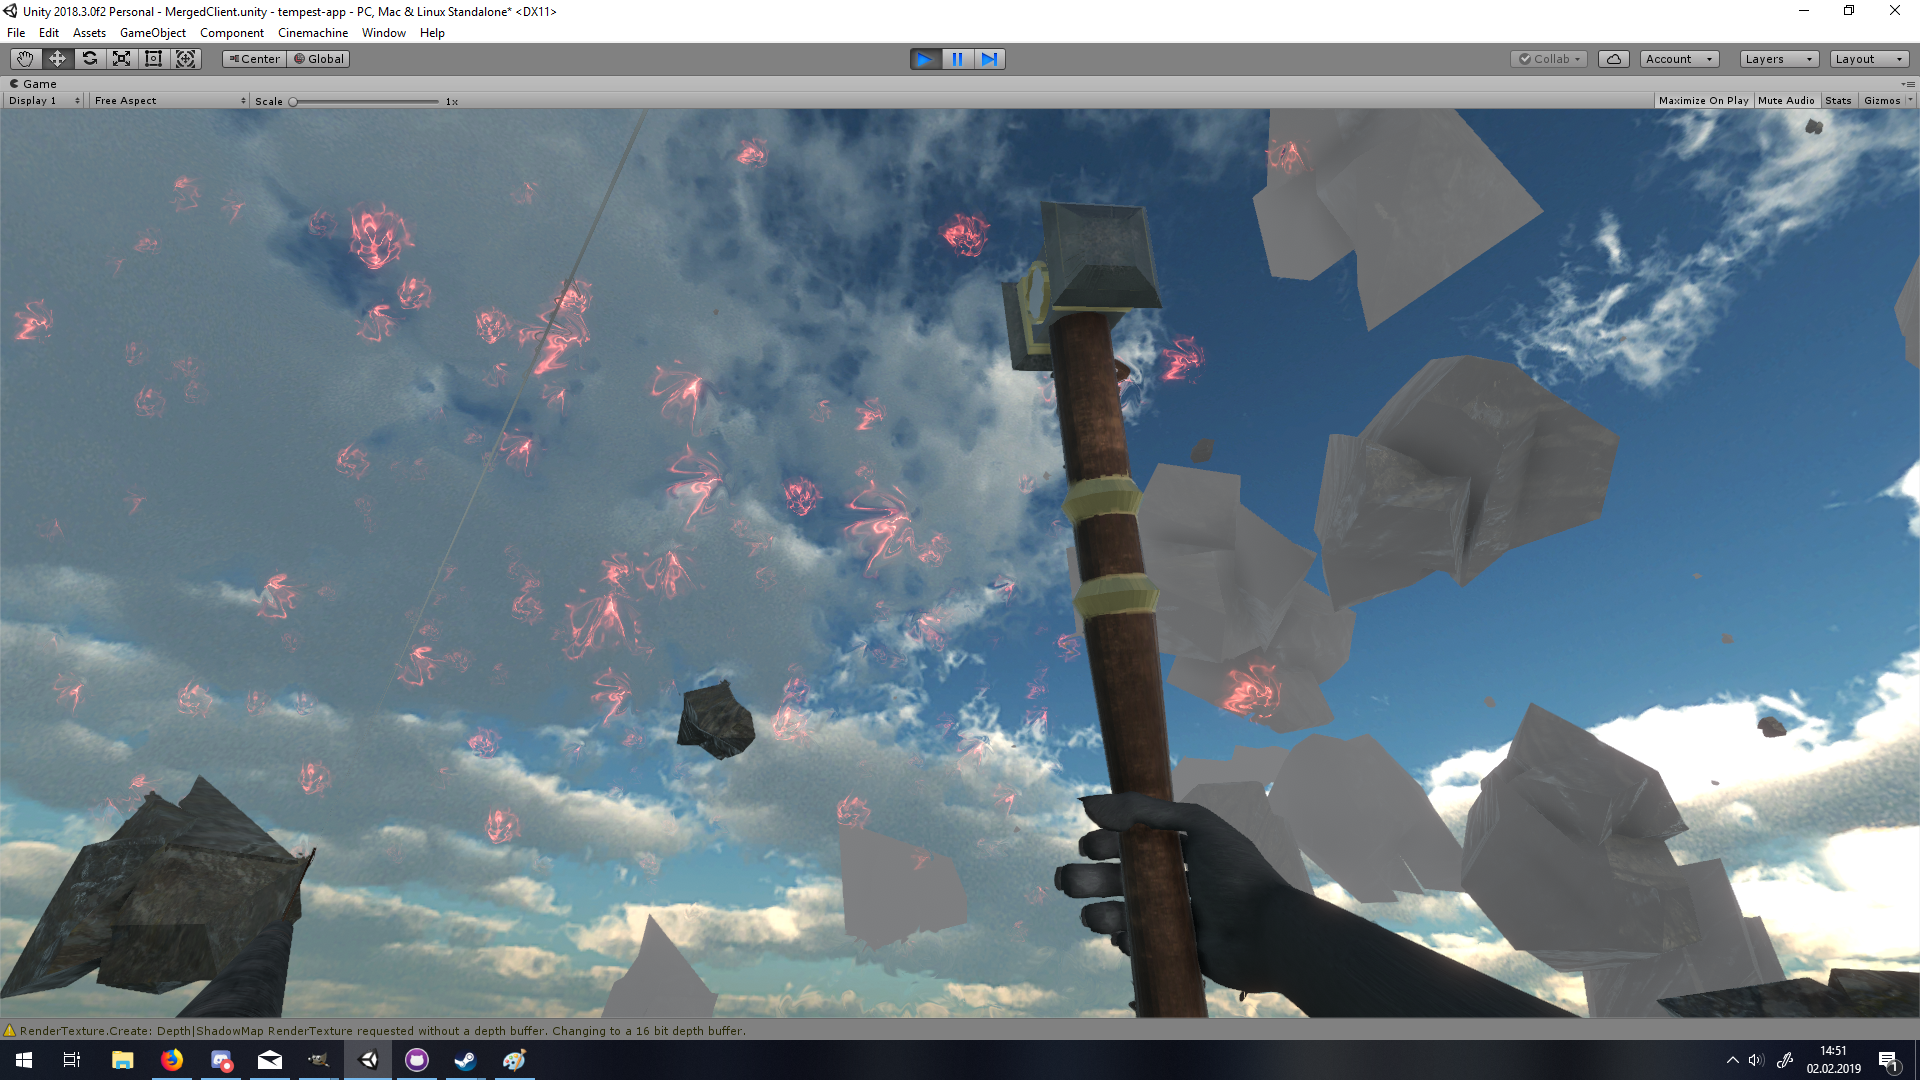 Unity 2018.3.0f2 Personal - MergedClient.unity - tempest-app - PC, Mac & Linux Standalone* <DX11>
File Edit Assets GameObject Component Cinemachine Window Help
Center Global Collab Account Layers Layout
Game
Display 1 Free Aspect Scale 1x Maximize On Play Mute Audio Stats Gizmos
RenderTexture.Create: Depth|ShadowMap RenderTexture requested without a depth buffer. Changing to a 16 bit depth buffer.
14:51
02.02.2019
1